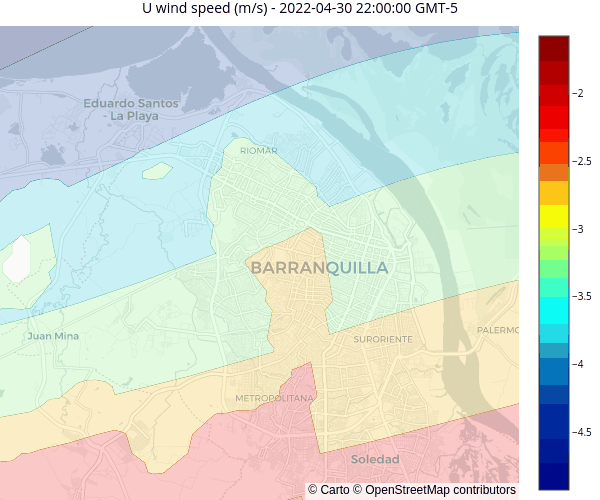 U wind speed (m/s) - 2022-04-30 22:00:00 GMT-5
Eduardo Santos
- La Playa
RIOMAR
BARRANQUILLA
Juan Mina
SURORIENTE
PALERMO
METROPOLITANA
Soledad
−2
−2.5
−3
−3.5
−4
−4.5
© Carto © OpenStreetMap contributors